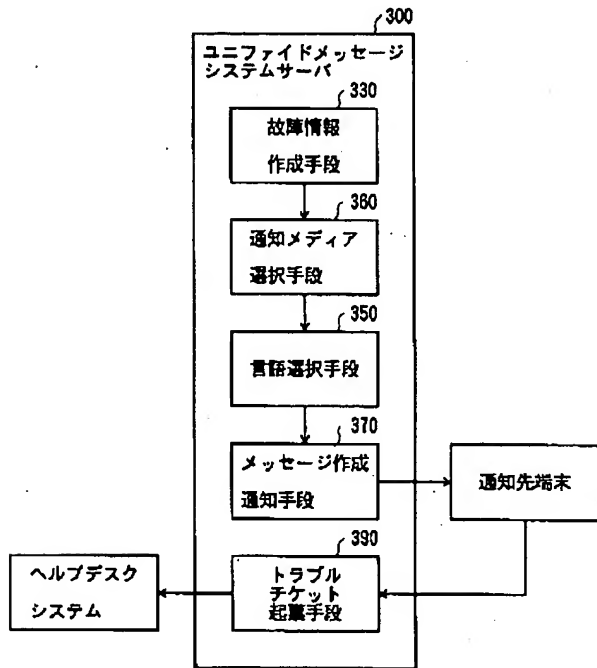 300
ユニファイドメッセージ
システムサーバ
330
故障情報
作成手段
360
通知メディア
選択手段
350
言語選択手段
370
メッセージ作成
通知手段
通知先端末
390
トラブル
チケット
起票手段
ヘルプデスク
システム